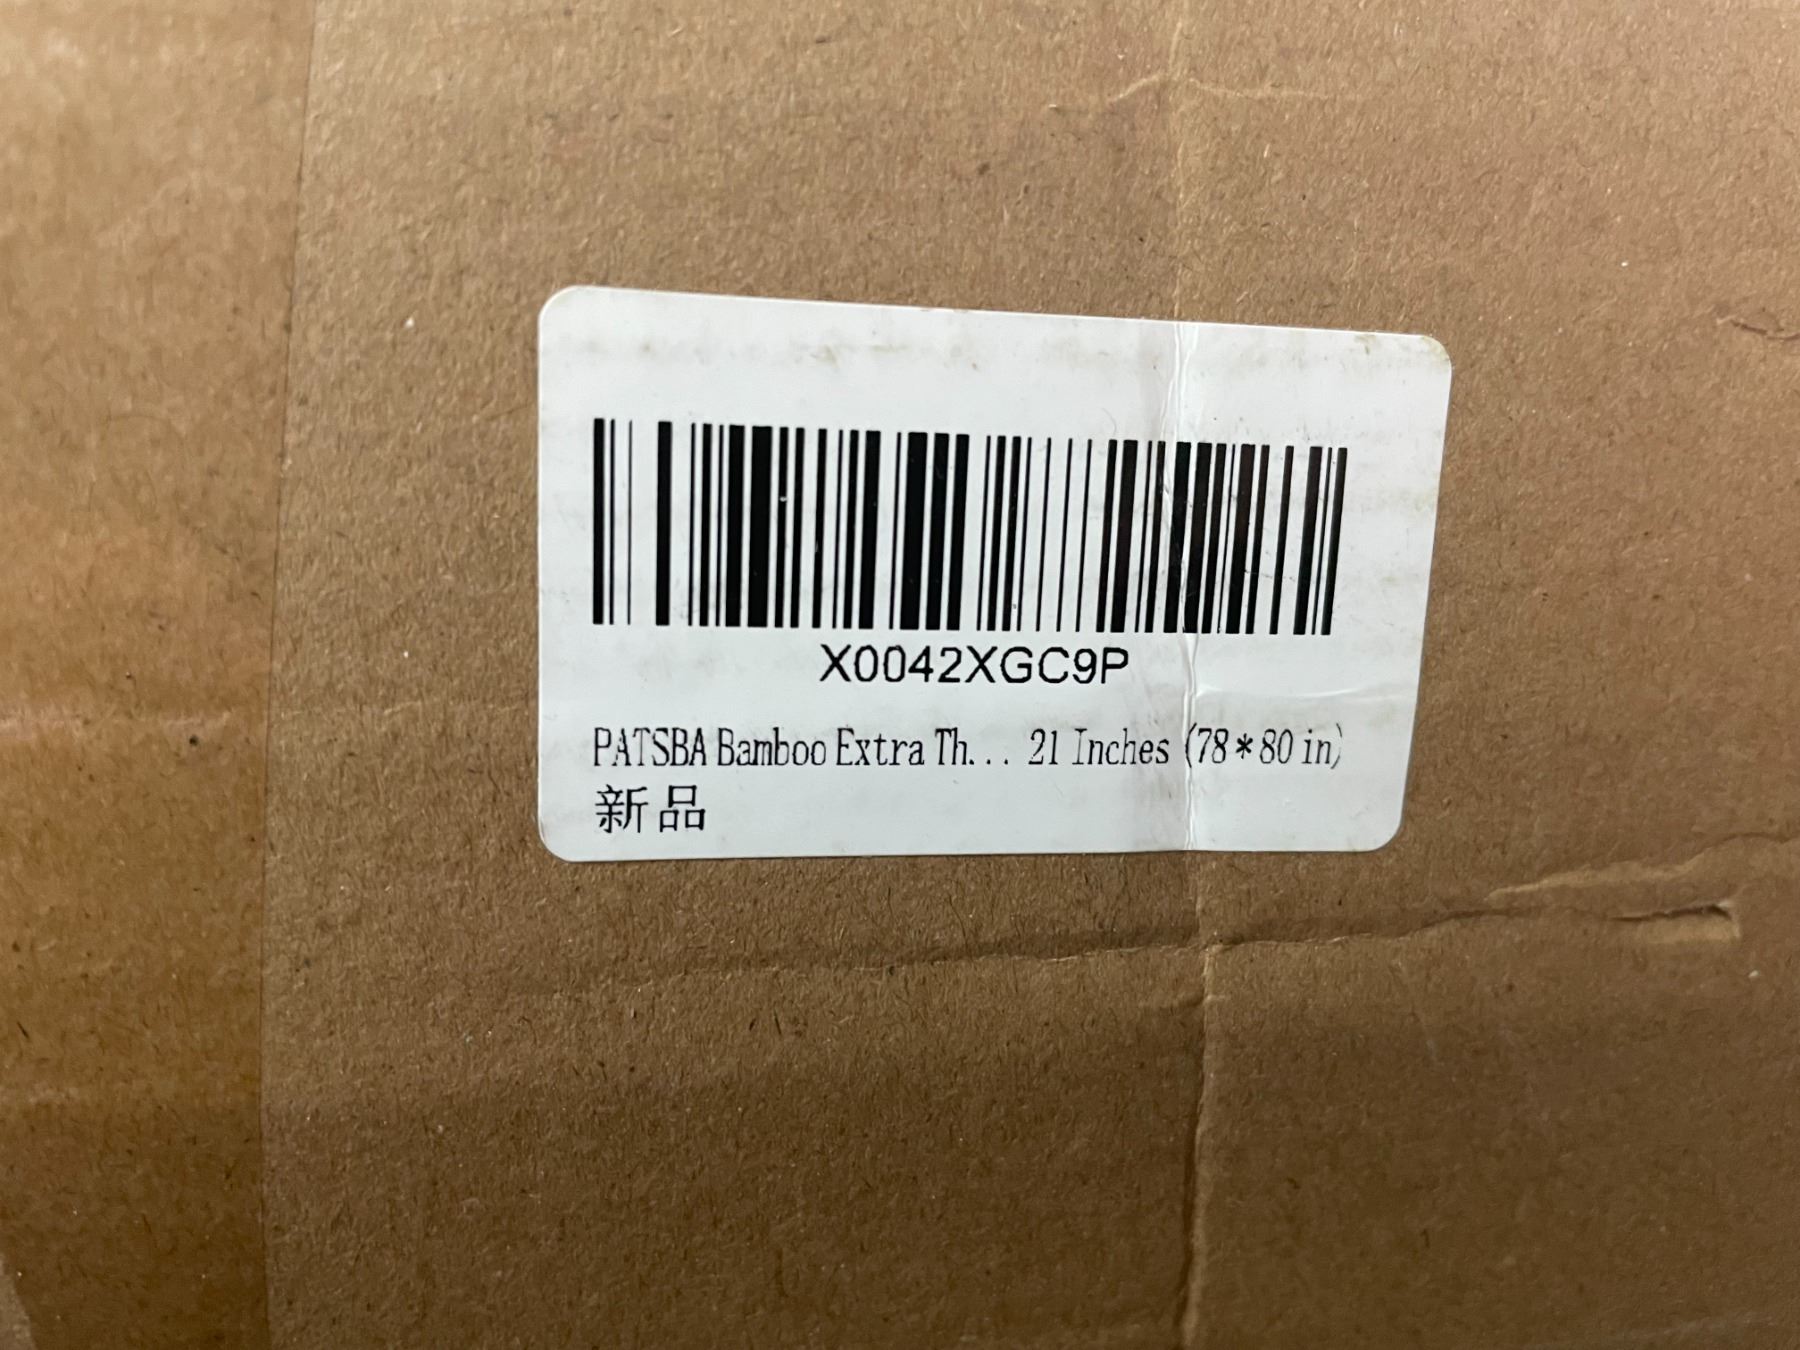 X0042XGC9P
PATSBA Bamboo Extra Th... 21 Inches (78*80 in)
新品